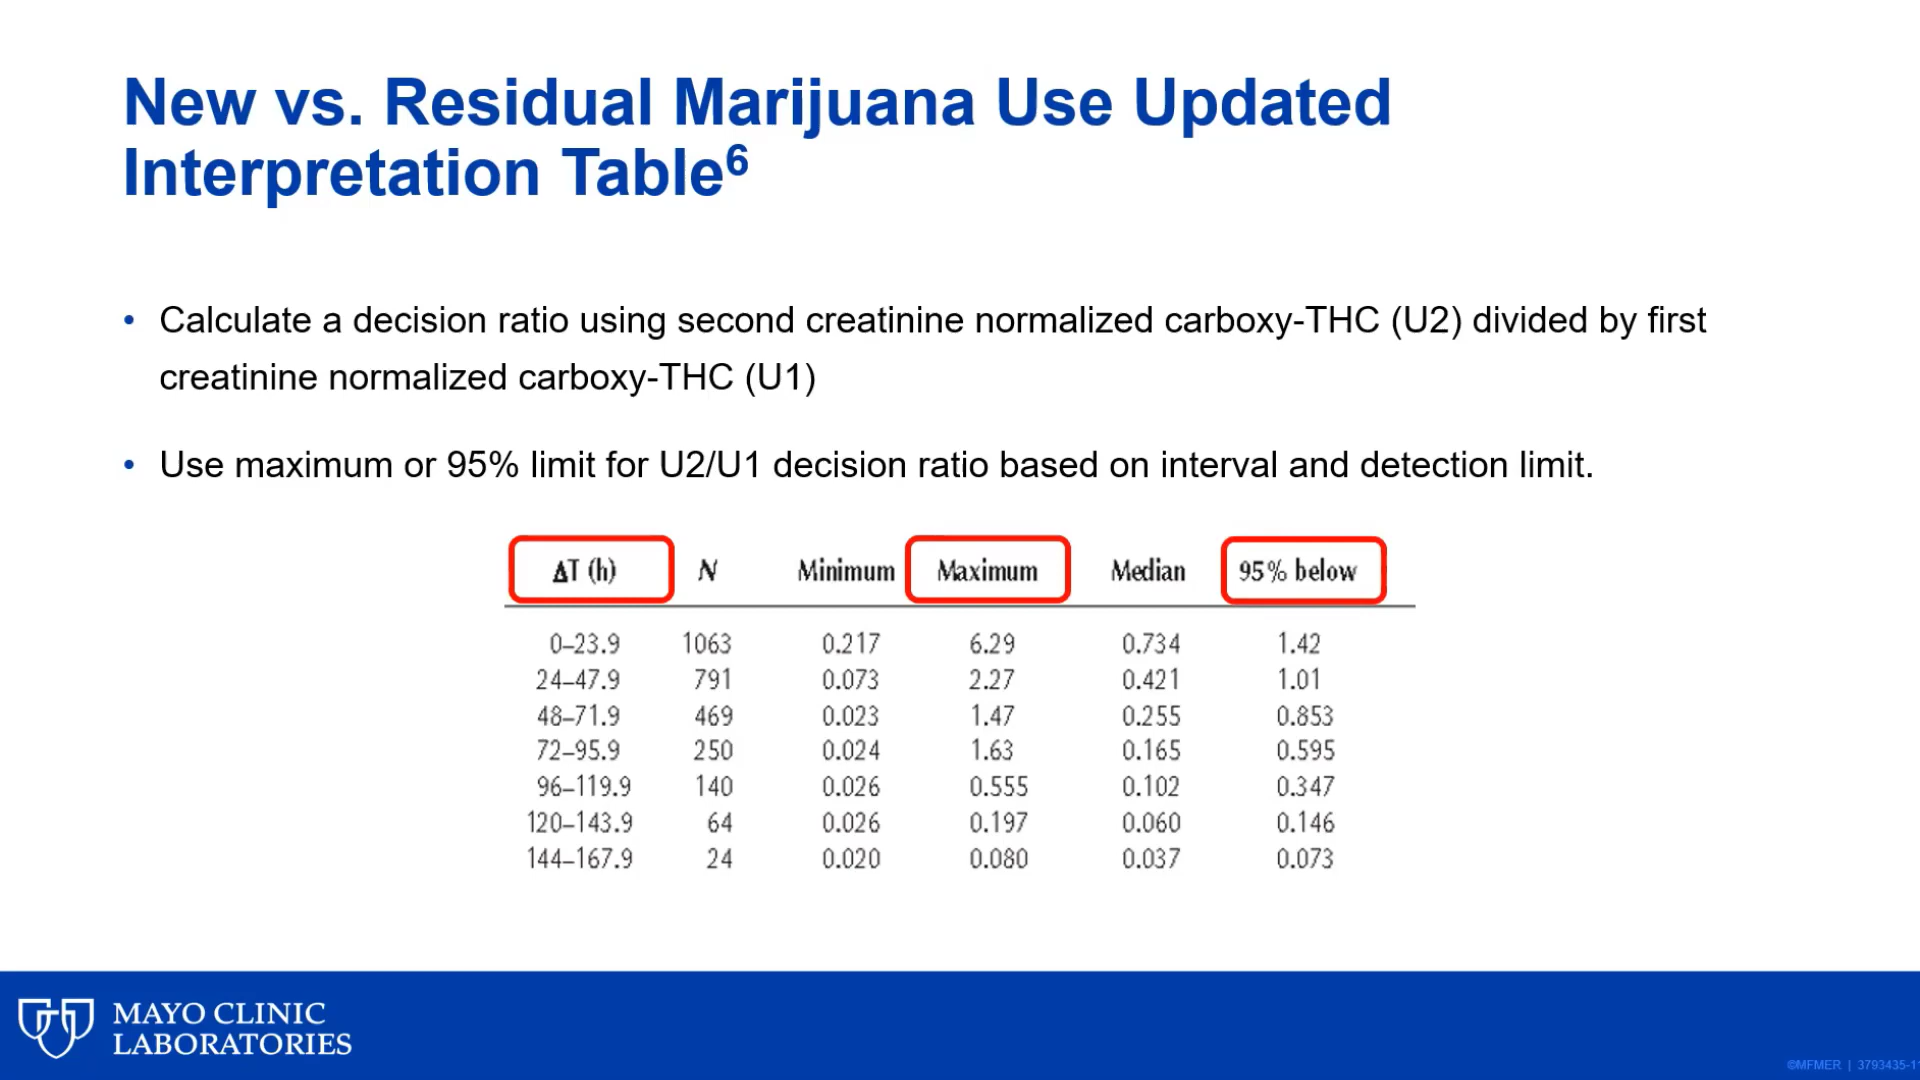 New vs. Residual Marijuana Use Updated
Interpretation Table6
• Calculate a decision ratio using second creatinine normalized carboxy-THC (U2) divided by first
creatinine normalized carboxy-THC (U1)
• Use maximum or 95% limit for U2/U1 decision ratio based on interval and detection limit.
ΔT (h) N Minimum Maximum Median 95% below
0–23.9 1063 0.217 6.29 0.734 1.42
24–47.9 791 0.073 2.27 0.421 1.01
48–71.9 469 0.023 1.47 0.255 0.853
72–95.9 250 0.024 1.63 0.165 0.595
96–119.9 140 0.026 0.555 0.102 0.347
120–143.9 64 0.026 0.197 0.060 0.146
144–167.9 24 0.020 0.080 0.037 0.073
MAYO CLINIC
LABORATORIES
©MFMER | 3793435-